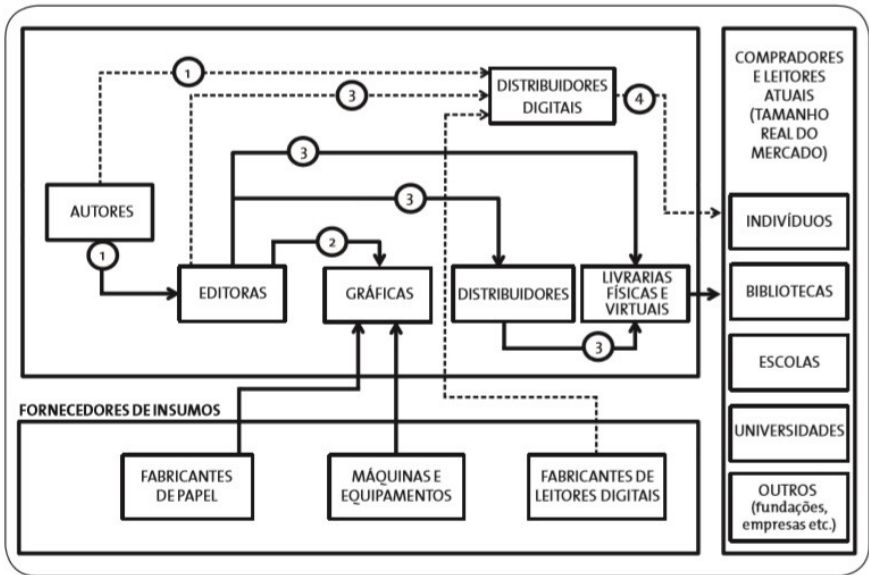 1
3
DISTRIBUIDORES
DIGITAIS
4
3
AUTORES
3
1
2
EDITORAS
GRÁFICAS
DISTRIBUIDORES
LIVRARIAS
FÍSICAS E
VIRTUAIS
3
COMPRADORES
E LEITORES
ATUAIS
(TAMANHO
REAL DO
MERCADO)
INDIVÍDUOS
BIBLIOTECAS
ESCOLAS
UNIVERSIDADES
OUTROS
(fundações,
empresas etc.)
FORNECEDORES DE INSUMOS
FABRICANTES
DE PAPEL
MÁQUINAS E
EQUIPAMENTOS
FABRICANTES DE
LEITORES DIGITAIS